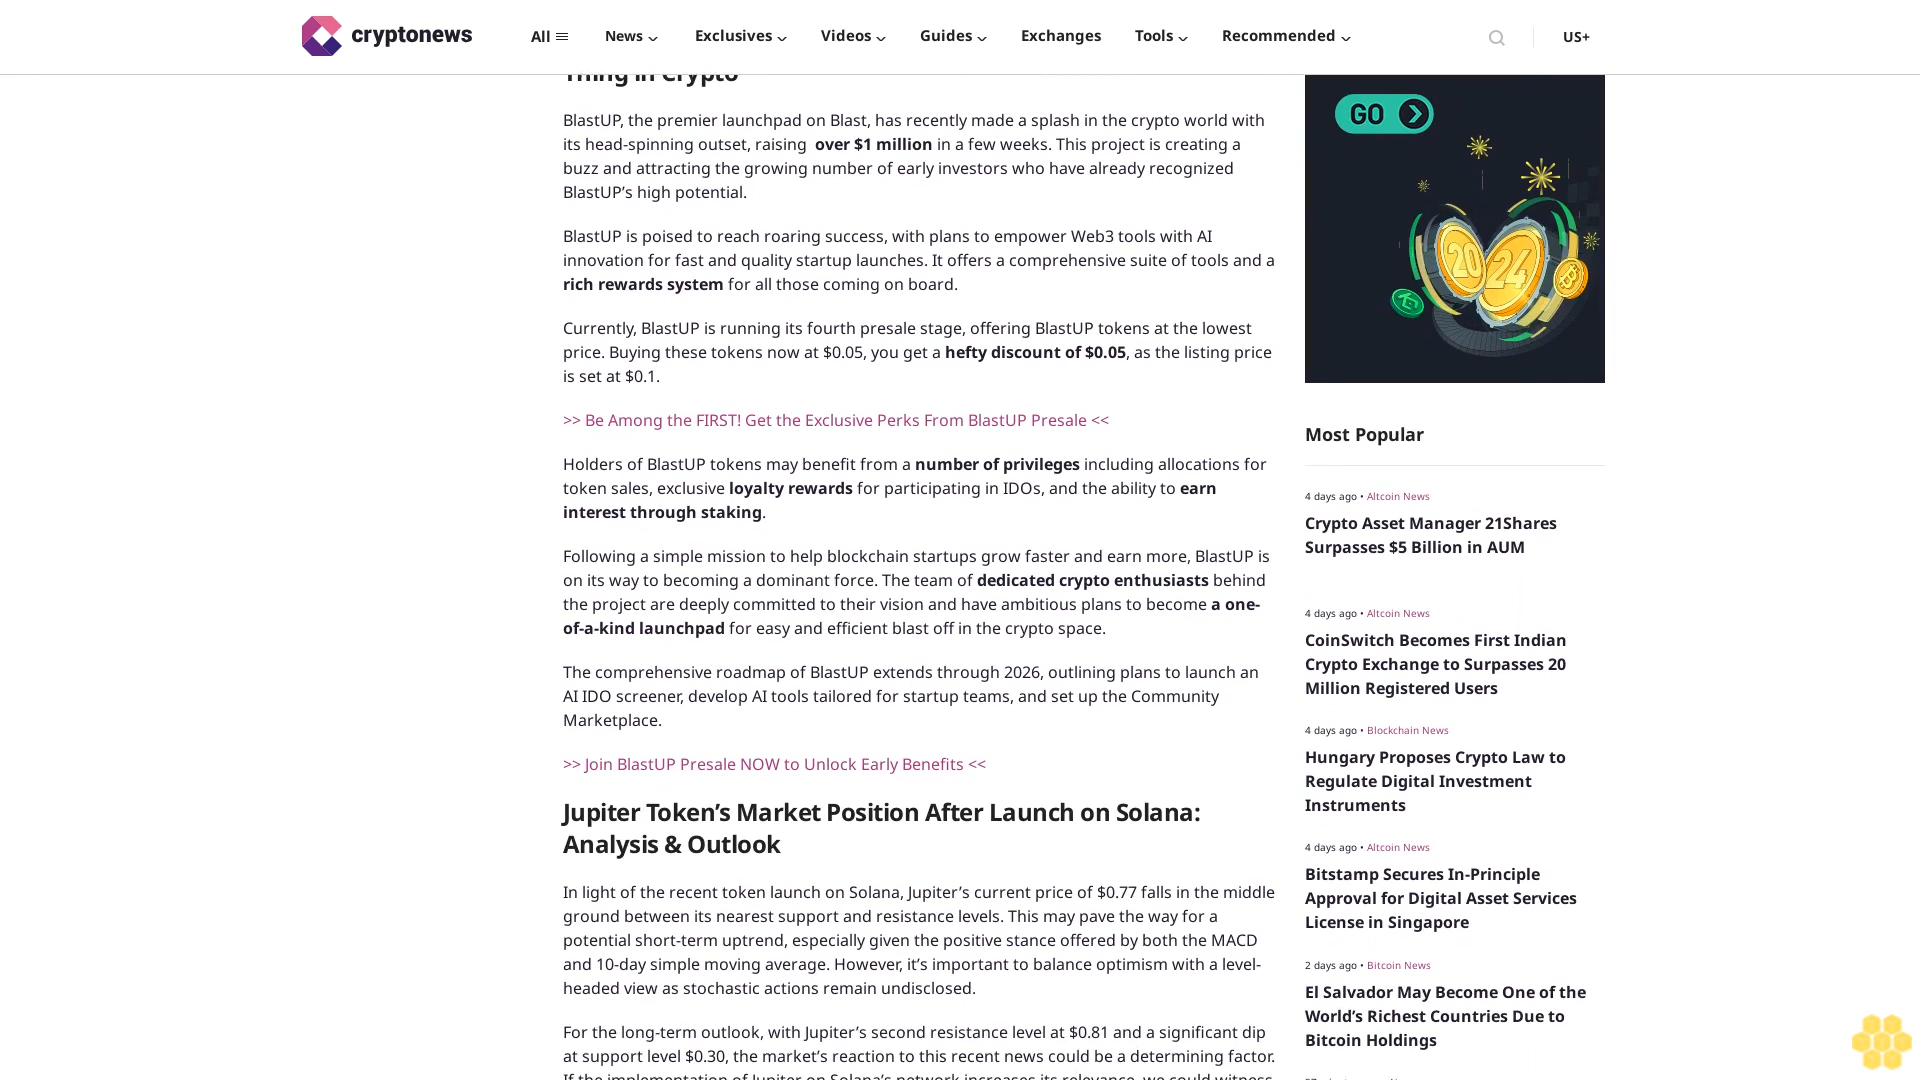 cryptonews
All
News
Exclusives
Videos
Guides
Exchanges
Tools
Recommended
US+
Thing in Crypto
BlastUP, the premier launchpad on Blast, has recently made a splash in the crypto world with
its head-spinning outset, raising  over $1 million in a few weeks. This project is creating a
buzz and attracting the growing number of early investors who have already recognized
BlastUP’s high potential.
BlastUP is poised to reach roaring success, with plans to empower Web3 tools with AI
innovation for fast and quality startup launches. It offers a comprehensive suite of tools and a
rich rewards system for all those coming on board.
Currently, BlastUP is running its fourth presale stage, offering BlastUP tokens at the lowest
price. Buying these tokens now at $0.05, you get a hefty discount of $0.05, as the listing price
is set at $0.1.
>> Be Among the FIRST! Get the Exclusive Perks From BlastUP Presale <<
Holders of BlastUP tokens may benefit from a number of privileges including allocations for
token sales, exclusive loyalty rewards for participating in IDOs, and the ability to earn
interest through staking.
Following a simple mission to help blockchain startups grow faster and earn more, BlastUP is
on its way to becoming a dominant force. The team of dedicated crypto enthusiasts behind
the project are deeply committed to their vision and have ambitious plans to become a one-
of-a-kind launchpad for easy and efficient blast off in the crypto space.
The comprehensive roadmap of BlastUP extends through 2026, outlining plans to launch an
AI IDO screener, develop AI tools tailored for startup teams, and set up the Community
Marketplace.
>> Join BlastUP Presale NOW to Unlock Early Benefits <<
Jupiter Token’s Market Position After Launch on Solana:
Analysis & Outlook
In light of the recent token launch on Solana, Jupiter’s current price of $0.77 falls in the middle
ground between its nearest support and resistance levels. This may pave the way for a
potential short-term uptrend, especially given the positive stance offered by both the MACD
and 10-day simple moving average. However, it’s important to balance optimism with a level-
headed view as stochastic actions remain undisclosed.
For the long-term outlook, with Jupiter’s second resistance level at $0.81 and a significant dip
at support level $0.30, the market’s reaction to this recent news could be a determining factor.
If the implementation of Jupiter on Solana’s network increases its relevance, we could witness
GO
20
24
Most Popular
4 days ago • Altcoin News
Crypto Asset Manager 21Shares
Surpasses $5 Billion in AUM
4 days ago • Altcoin News
CoinSwitch Becomes First Indian
Crypto Exchange to Surpasses 20
Million Registered Users
4 days ago • Blockchain News
Hungary Proposes Crypto Law to
Regulate Digital Investment
Instruments
4 days ago • Altcoin News
Bitstamp Secures In-Principle
Approval for Digital Asset Services
License in Singapore
2 days ago • Bitcoin News
El Salvador May Become One of the
World’s Richest Countries Due to
Bitcoin Holdings